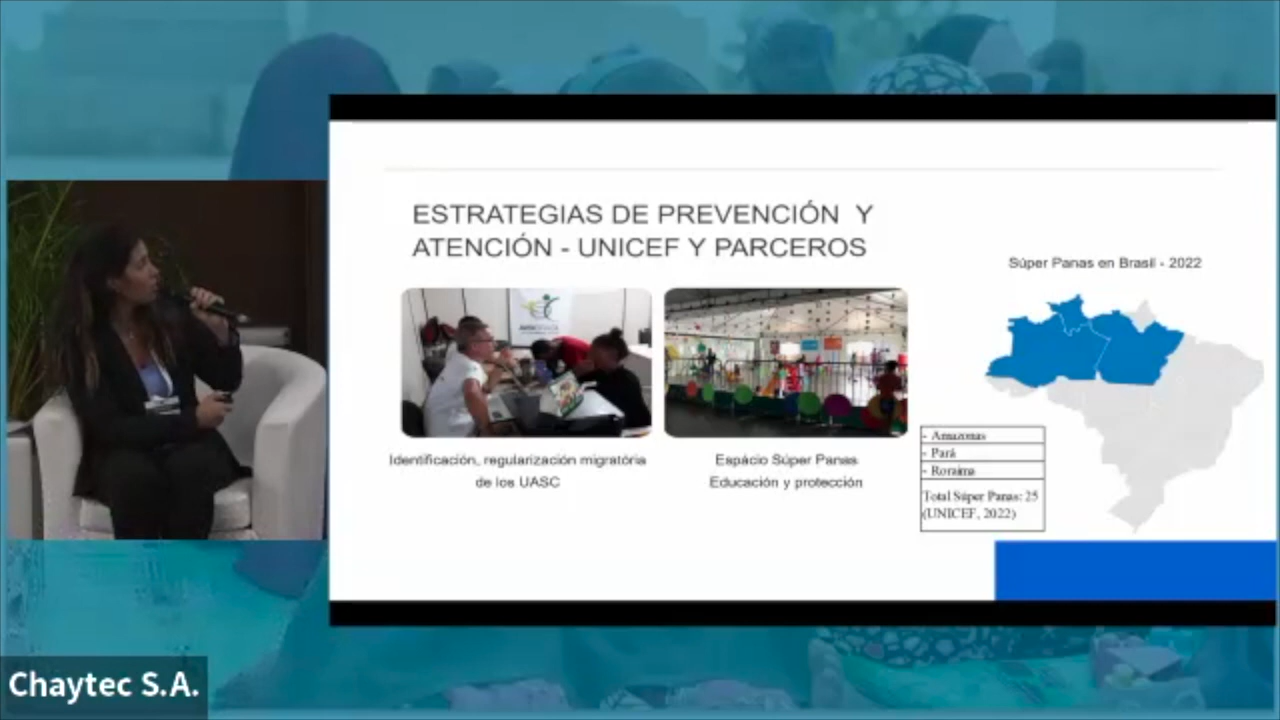 ESTRATEGIAS DE PREVENCIÓN Y
ATENCIÓN - UNICEF Y PARCEROS
Súper Panas en Brasil - 2022
Identificación, regularización migratória
de los UASC
Espácio Súper Panas
Educación y protección
- Amazonas
- Pará
- Roraima
Total Súper Panas: 25
(UNICEF, 2022)
Chaytec S.A.